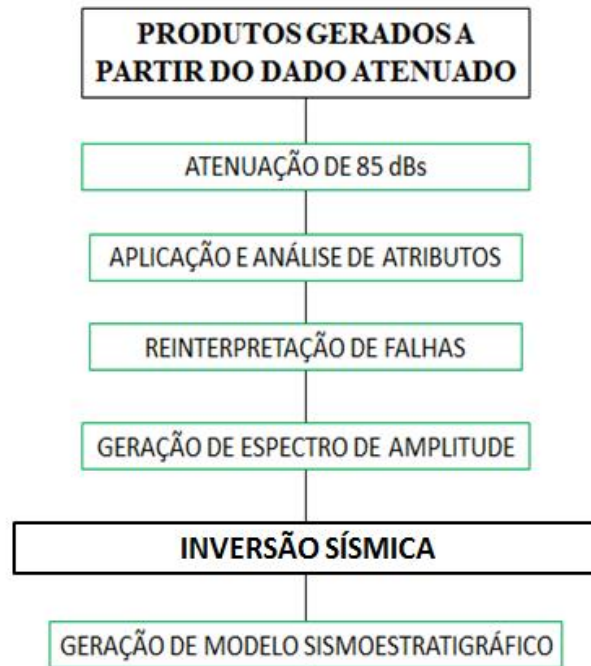 PRODUTOS GERADOS A
PARTIR DO DADO ATENUADO
ATENUAÇÃO DE 85 dBs
APLICAÇÃO E ANÁLISE DE ATRIBUTOS
REINTERPRETAÇÃO DE FALHAS
GERAÇÃO DE ESPECTRO DE AMPLITUDE
INVERSÃO SÍSMICA
GERAÇÃO DE MODELO SISMOESTRATIGRÁFICO